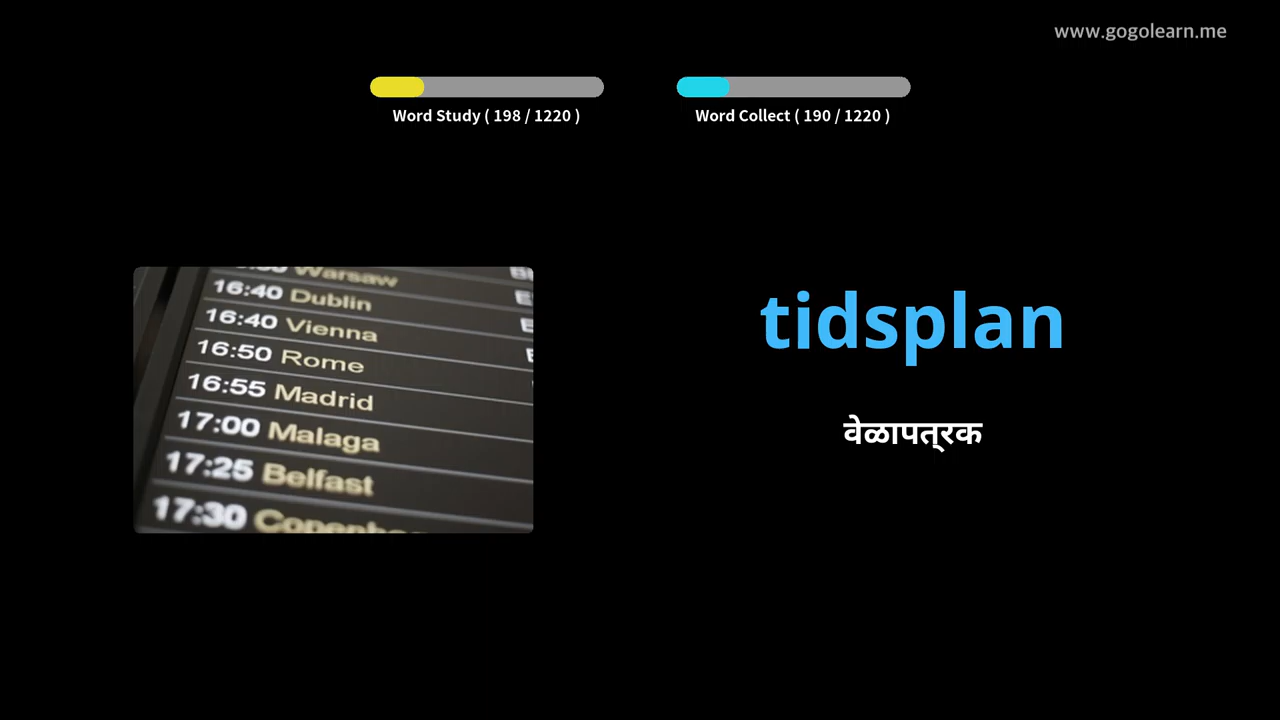 www.gogolearn.me
Word Study ( 198 / 1220 )
Word Collect ( 190 / 1220 )
Warsaw
16:40 Dublin
16:40 Vienna
16:50 Rome
16:55 Madrid
17:00 Malaga
17:25 Belfast
17:30
tidsplan
वेळापत्रक